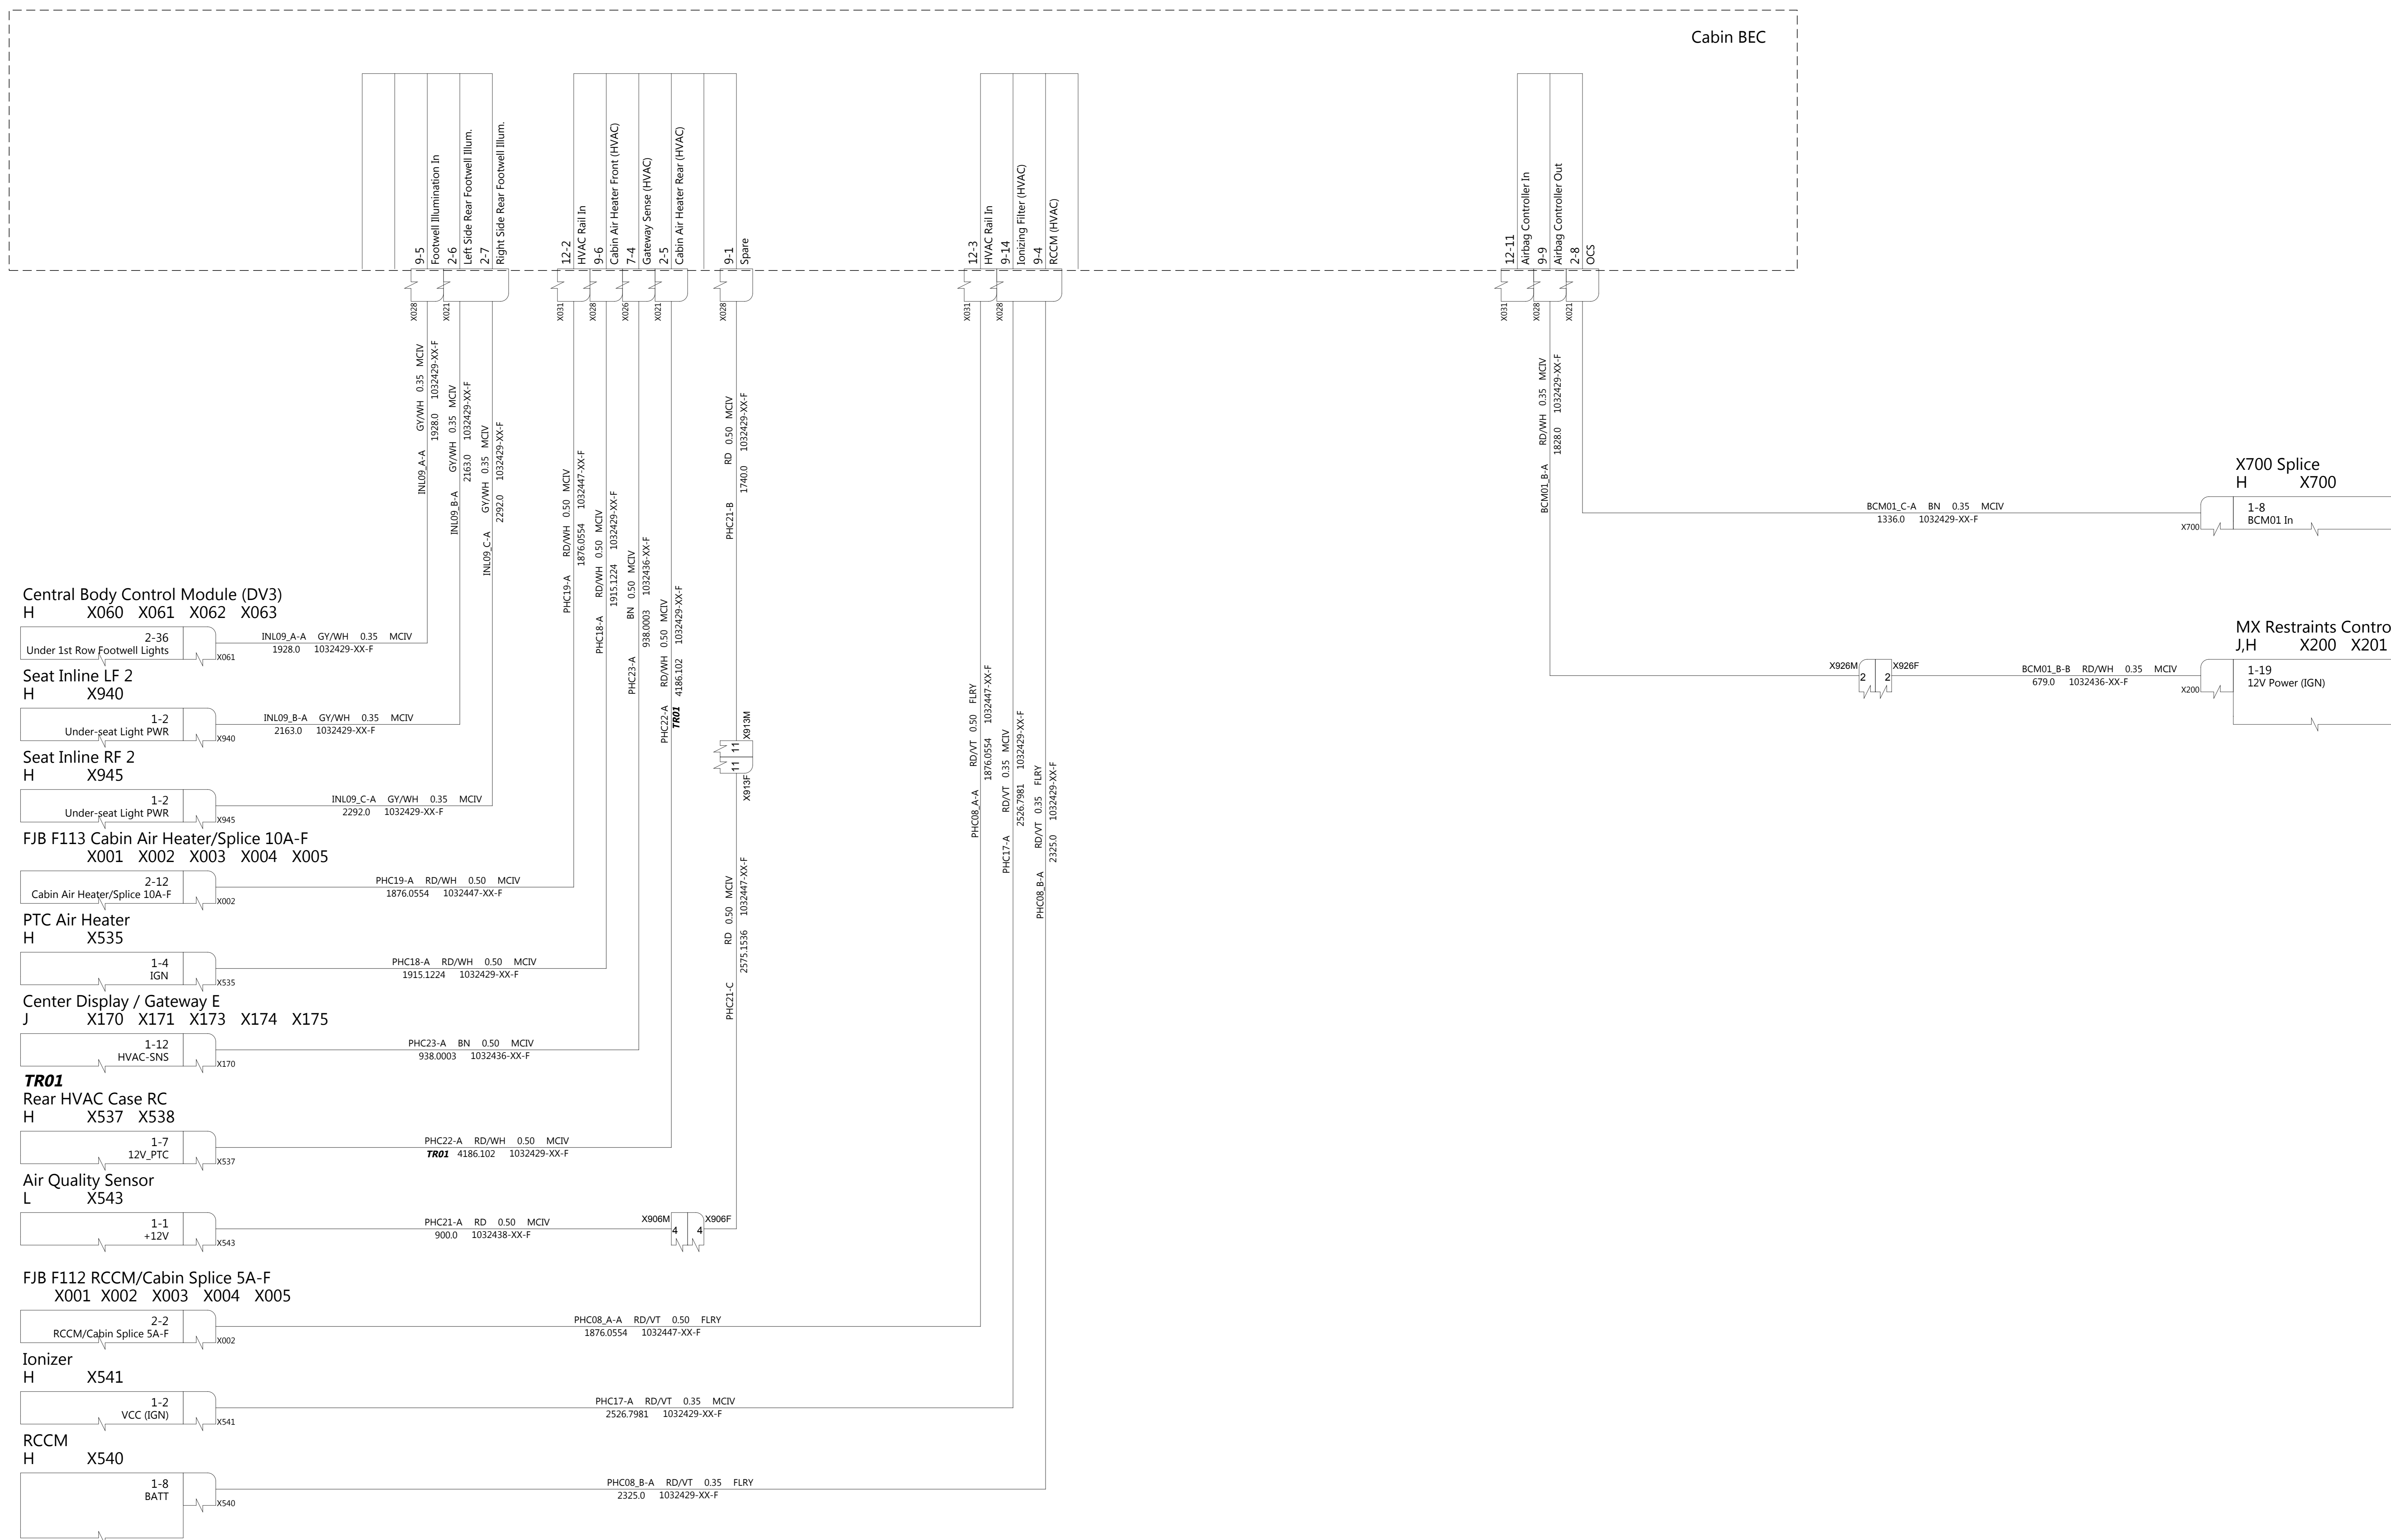 Cabin BEC
9-5
Footwell Illumination In
2-6
Left Side Rear Footwell Illum.
2-7
Right Side Rear Footwell Illum.
12-2
HVAC Rail In
9-6
Cabin Air Heater Front (HVAC)
7-4
Gateway Sense (HVAC)
2-5
Cabin Air Heater Rear (HVAC)
9-1
Spare
12-3
HVAC Rail In
9-14
Ionizing Filter (HVAC)
9-4
RCCM (HVAC)
12-11
Airbag Controller In
9-9
Airbag Controller Out
2-8
OCS
X028
X021
X031
X028
X026
X021
X028
X031
X028
X031
X028
X021
INL09_A-A GY/WH 0.35 MCIV
1928.0 1032429-XX-F
INL09_B-A GY/WH 0.35 MCIV
2163.0 1032429-XX-F
INL09_C-A GY/WH 0.35 MCIV
2292.0 1032429-XX-F
PHC19-A RD/WH 0.50 MCIV
1876.0554 1032447-XX-F
PHC18-A RD/WH 0.50 MCIV
1915.1224 1032429-XX-F
PHC23-A BN 0.50 MCIV
938.0003 1032436-XX-F
PHC22-A RD/WH 0.50 MCIV
TR01 4186.102 1032429-XX-F
PHC21-B RD 0.50 MCIV
1740.0 1032429-XX-F
X913M
11
11
X913F
PHC21-C RD 0.50 MCIV
2575.1536 1032447-XX-F
PHC08_A-A RD/VT 0.50 FLRY
1876.0554 1032447-XX-F
PHC17-A RD/VT 0.35 MCIV
2526.7981 1032429-XX-F
PHC08_B-A RD/VT 0.35 FLRY
2325.0 1032429-XX-F
BCM01_B-A RD/WH 0.35 MCIV
1828.0 1032429-XX-F
X700 Splice
H X700
BCM01_C-A BN 0.35 MCIV
1336.0 1032429-XX-F
X700
1-8
BCM01 In
MX Restraints Contro
J,H X200 X201
X926M
2
2
X926F
BCM01_B-B RD/WH 0.35 MCIV
679.0 1032436-XX-F
X200
1-19
12V Power (IGN)
Central Body Control Module (DV3)
H X060 X061 X062 X063
2-36
Under 1st Row Footwell Lights
X061
INL09_A-A GY/WH 0.35 MCIV
1928.0 1032429-XX-F
Seat Inline LF 2
H X940
1-2
Under-seat Light PWR
X940
INL09_B-A GY/WH 0.35 MCIV
2163.0 1032429-XX-F
Seat Inline RF 2
H X945
1-2
Under-seat Light PWR
X945
INL09_C-A GY/WH 0.35 MCIV
2292.0 1032429-XX-F
FJB F113 Cabin Air Heater/Splice 10A-F
X001 X002 X003 X004 X005
2-12
Cabin Air Heater/Splice 10A-F
X002
PHC19-A RD/WH 0.50 MCIV
1876.0554 1032447-XX-F
PTC Air Heater
H X535
1-4
IGN
X535
PHC18-A RD/WH 0.50 MCIV
1915.1224 1032429-XX-F
Center Display / Gateway E
J X170 X171 X173 X174 X175
1-12
HVAC-SNS
X170
PHC23-A BN 0.50 MCIV
938.0003 1032436-XX-F
TR01
Rear HVAC Case RC
H X537 X538
1-7
12V_PTC
X537
PHC22-A RD/WH 0.50 MCIV
TR01 4186.102 1032429-XX-F
Air Quality Sensor
L X543
1-1
+12V
X543
PHC21-A RD 0.50 MCIV
900.0 1032438-XX-F
X906M
4
4
X906F
FJB F112 RCCM/Cabin Splice 5A-F
X001 X002 X003 X004 X005
2-2
RCCM/Cabin Splice 5A-F
X002
PHC08_A-A RD/VT 0.50 FLRY
1876.0554 1032447-XX-F
Ionizer
H X541
1-2
VCC (IGN)
X541
PHC17-A RD/VT 0.35 MCIV
2526.7981 1032429-XX-F
RCCM
H X540
1-8
BATT
X540
PHC08_B-A RD/VT 0.35 FLRY
2325.0 1032429-XX-F